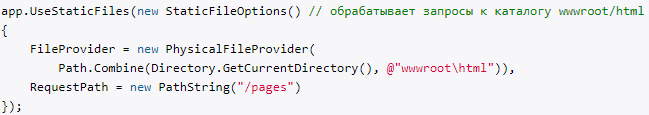 app.UseStaticFiles(new StaticFileOptions() // обрабатывает запросы к каталогу wwwroot/html
{
    FileProvider = new PhysicalFileProvider(
        Path.Combine(Directory.GetCurrentDirectory(), @"wwwroot\html")),
    RequestPath = new PathString("/pages")
});